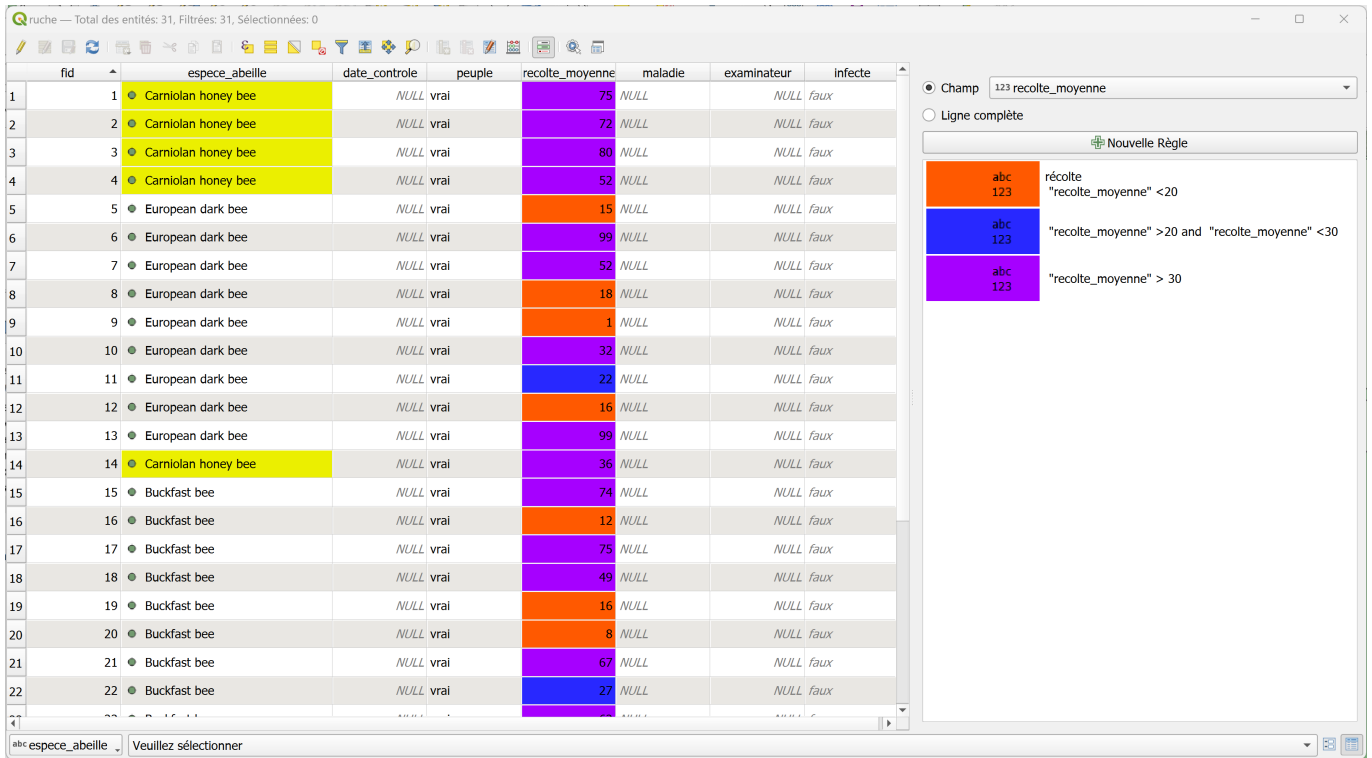 ruche — Total des entités: 31, Filtrées: 31, Sélectionnées: 0
fid espece_abeille date_controle peuple recolte_moyenne maladie examinateur infecte
1 1 Carniolan honey bee NULL vrai 75 NULL NULL faux
2 2 Carniolan honey bee NULL vrai 72 NULL NULL faux
3 3 Carniolan honey bee NULL vrai 80 NULL NULL faux
4 4 Carniolan honey bee NULL vrai 52 NULL NULL faux
5 5 European dark bee NULL vrai 15 NULL NULL faux
6 6 European dark bee NULL vrai 99 NULL NULL faux
7 7 European dark bee NULL vrai 52 NULL NULL faux
8 8 European dark bee NULL vrai 18 NULL NULL faux
9 9 European dark bee NULL vrai 1 NULL NULL faux
10 10 European dark bee NULL vrai 32 NULL NULL faux
11 11 European dark bee NULL vrai 22 NULL NULL faux
12 12 European dark bee NULL vrai 16 NULL NULL faux
13 13 European dark bee NULL vrai 99 NULL NULL faux
14 14 Carniolan honey bee NULL vrai 36 NULL NULL faux
15 15 Buckfast bee NULL vrai 74 NULL NULL faux
16 16 Buckfast bee NULL vrai 12 NULL NULL faux
17 17 Buckfast bee NULL vrai 75 NULL NULL faux
18 18 Buckfast bee NULL vrai 49 NULL NULL faux
19 19 Buckfast bee NULL vrai 16 NULL NULL faux
20 20 Buckfast bee NULL vrai 8 NULL NULL faux
21 21 Buckfast bee NULL vrai 67 NULL NULL faux
22 22 Buckfast bee NULL vrai 27 NULL NULL faux
Champ 123 recolte_moyenne
Ligne complète
Nouvelle Règle
abc récolte
123 "recolte_moyenne" <20
abc
123 "recolte_moyenne" >20 and "recolte_moyenne" <30
abc
123 "recolte_moyenne" > 30
abc espece_abeille Veuillez sélectionner